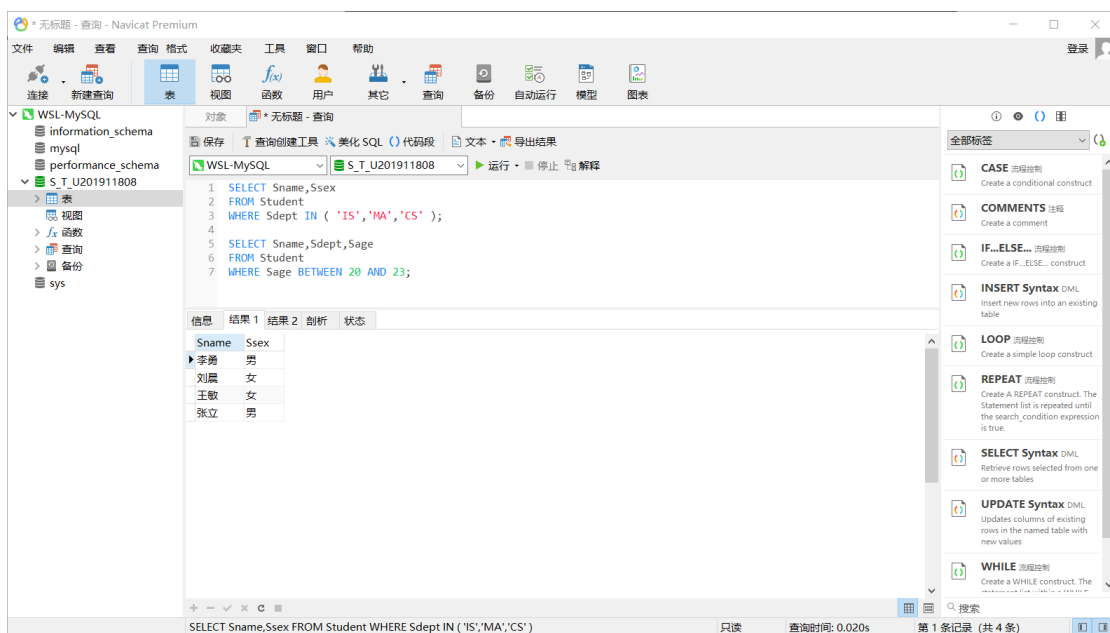 * 无标题 - 查询 - Navicat Premium
文件 编辑 查看 查询 格式 收藏夹 工具 窗口 帮助 登录
连接 新建查询 表 视图 函数 用户 其它 查询 备份 自动运行 模型 图表
WSL-MySQL
information_schema
mysql
performance_schema
S_T_U201911808
表
视图
函数
查询
备份
sys
对象 * 无标题 - 查询
保存 查询创建工具 美化 SQL () 代码段 文本 导出结果
WSL-MySQL S_T_U201911808 运行 停止 解释
1 SELECT Sname,Ssex
2 FROM Student
3 WHERE Sdept IN ( 'IS','MA','CS' );
4
5 SELECT Sname,Sdept,Sage
6 FROM Student
7 WHERE Sage BETWEEN 20 AND 23;
信息 结果 1 结果 2 剖析 状态
Sname Ssex
李勇 男
刘晨 女
王敏 女
张立 男
SELECT Sname,Ssex FROM Student WHERE Sdept IN ( 'IS','MA','CS' ) 只读 查询时间: 0.020s 第 1 条记录 (共 4 条)
全部标签
CASE 流程控制
Create a conditional construct
COMMENTS 注释
Create a comment
IF...ELSE... 流程控制
Create a IF...ELSE... construct
INSERT Syntax DML
Insert new rows into an existing
table
LOOP 流程控制
Create a simple loop construct
REPEAT 流程控制
Create A REPEAT construct. The
Statement list is repeated until
the search_condition expression
is true.
SELECT Syntax DML
Retrieve rows selected from one
or more tables
UPDATE Syntax DML
Updates columns of existing
rows in the named table with
new values
WHILE 流程控制
Create a WHILE construct. The
statement list within a WHILE
搜索